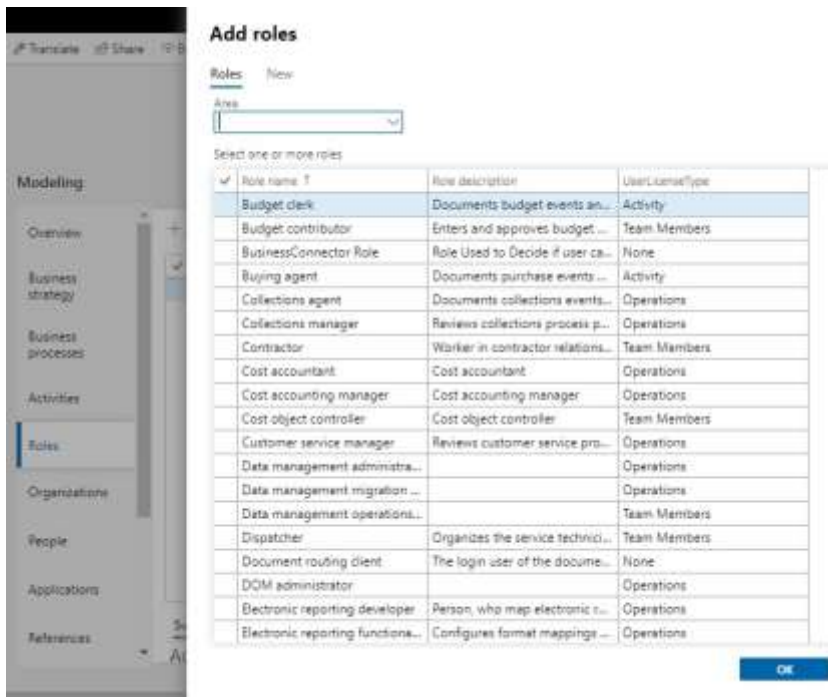 Add roles
Translate Share
Roles New
Area
Select one or more roles
Role name ↑ Role description UserLicenseType
Budget clerk Documents budget events an... Activity
Budget contributor Enters and approves budget ... Team Members
BusinessConnector Role Role Used to Decide if user ca... None
Buying agent Documents purchase events ... Activity
Collections agent Documents collections events... Operations
Collections manager Reviews collections process p... Operations
Contractor Worker in contractor relations... Team Members
Cost accountant Cost accountant Operations
Cost accounting manager Cost accounting manager Operations
Cost object controller Cost object controller Team Members
Customer service manager Reviews customer service pro... Operations
Data management administra... Operations
Data management migration ... Operations
Data management operations... Team Members
Dispatcher Organizes the service technici... Team Members
Document routing client The login user of the docume... None
DOM administrator Operations
Electronic reporting developer Person, who map electronic r... Operations
Electronic reporting functiona... Configures format mappings ... Operations
OK
Modeling
Overview
Business
strategy
Business
processes
Activities
Roles
Organizations
People
Applications
References